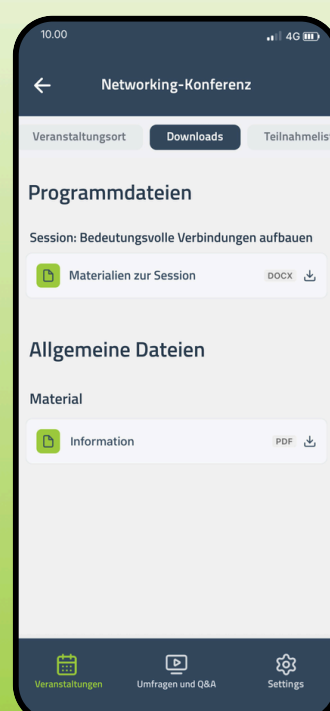 10.00
4G
Networking-Konferenz
Veranstaltungsort Downloads Teilnahmelis
Programmdateien
Session: Bedeutungsvolle Verbindungen aufbauen
Materialien zur Session DOCX
Allgemeine Dateien
Material
Information PDF
Veranstaltungen Umfragen und Q&A Settings